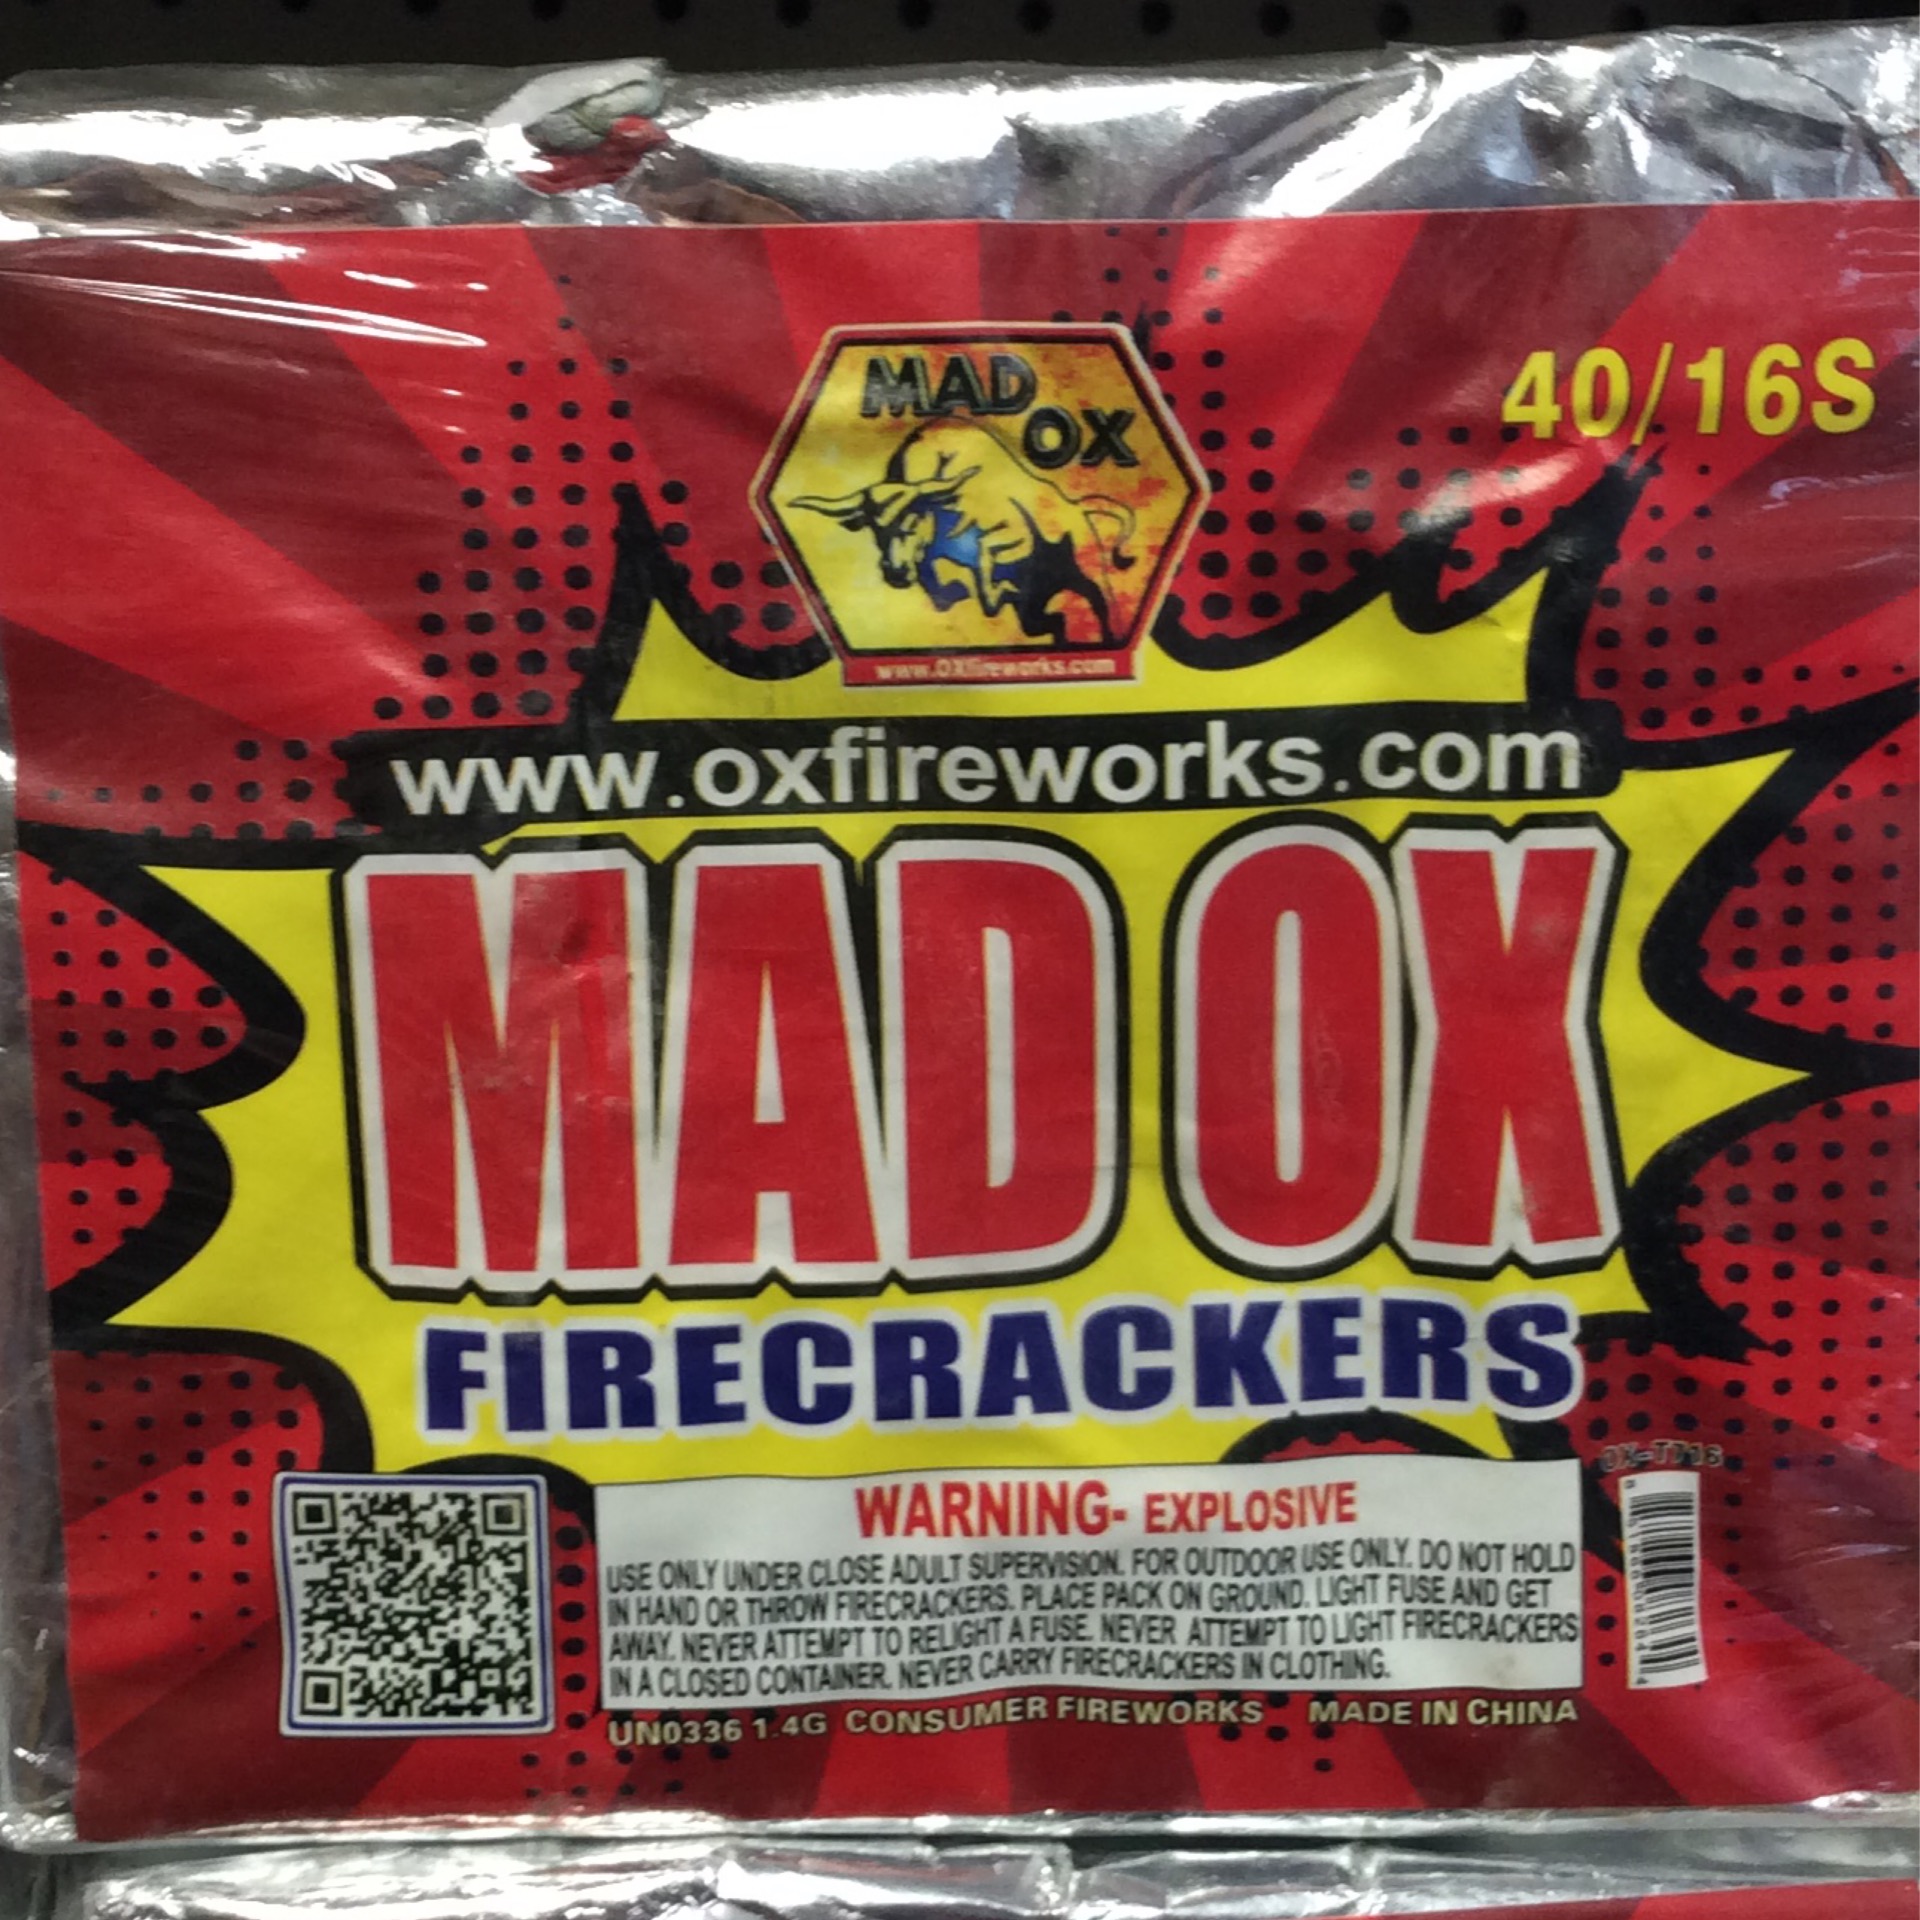 MAD
OX
40/16S
www.OXfireworks.com
www.oxfireworks.com
MAD OX
FIRECRACKERS
OX-T716
WARNING- EXPLOSIVE
USE ONLY UNDER CLOSE ADULT SUPERVISION. FOR OUTDOOR USE ONLY. DO NOT HOLD
IN HAND OR THROW FIRECRACKERS. PLACE PACK ON GROUND. LIGHT FUSE AND GET
AWAY. NEVER ATTEMPT TO RELIGHT A FUSE. NEVER ATTEMPT TO LIGHT FIRECRACKERS
IN A CLOSED CONTAINER. NEVER CARRY FIRECRACKERS IN CLOTHING.
UN0336 1.4G CONSUMER FIREWORKS MADE IN CHINA